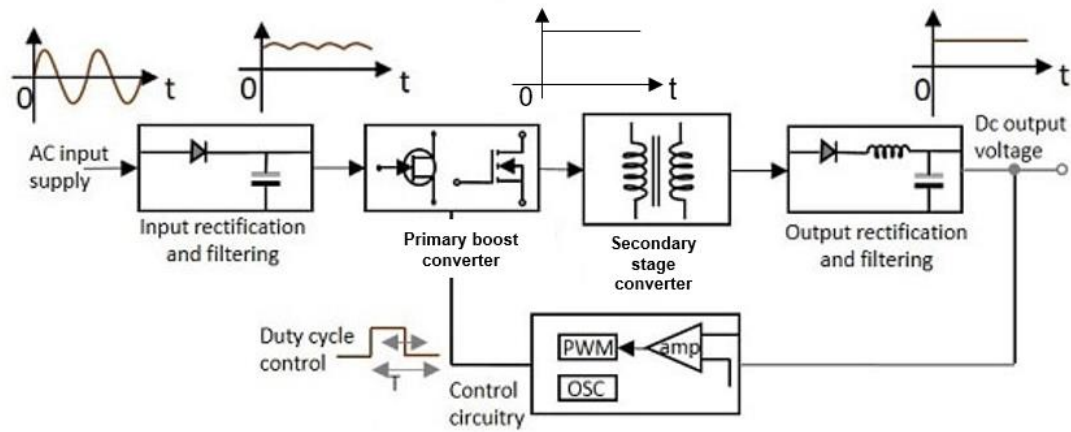 0
t
0
t
0
t
0
t
AC input
supply
Dc output
voltage
Input rectification
and filtering
Primary boost
converter
Secondary
stage
converter
Output rectification
and filtering
Duty cycle
control
T
Control
circuitry
PWM
amp
OSC